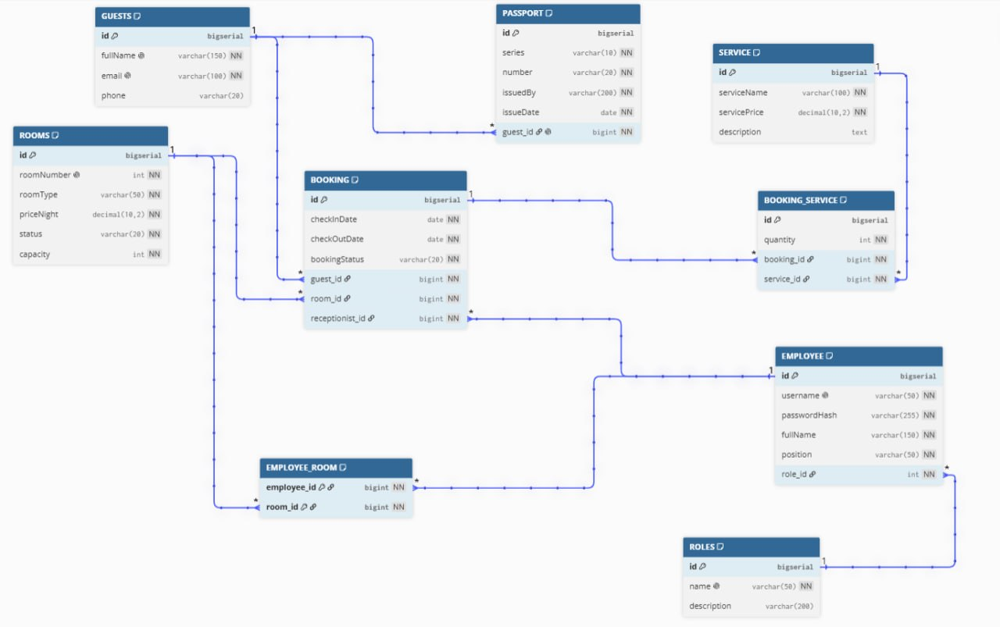 GUESTS
id bigserial
fullName varchar(150) NN
email varchar(100) NN
phone varchar(20)
1
PASSPORT
id bigserial
series varchar(10) NN
number varchar(20) NN
issuedBy varchar(200) NN
issueDate date NN
* guest_id bigint NN
SERVICE
id bigserial 1
serviceName varchar(100) NN
servicePrice decimal(10,2) NN
description text
ROOMS
id bigserial 1
roomNumber int NN
roomType varchar(50) NN
priceNight decimal(10,2) NN
status varchar(20) NN
capacity int NN
BOOKING
id bigserial 1
checkInDate date NN
checkOutDate date NN
bookingStatus varchar(20) NN
* guest_id bigint NN
* room_id bigint NN
receptionist_id bigint NN *
BOOKING_SERVICE
id bigserial
quantity int NN
* booking_id bigint NN
service_id bigint NN *
EMPLOYEE
1 id bigserial
username varchar(50) NN
passwordHash varchar(255) NN
fullName varchar(150) NN
position varchar(50) NN
role_id int NN *
EMPLOYEE_ROOM
employee_id bigint NN *
* room_id bigint NN
ROLES
id bigserial 1
name varchar(50) NN
description varchar(200)